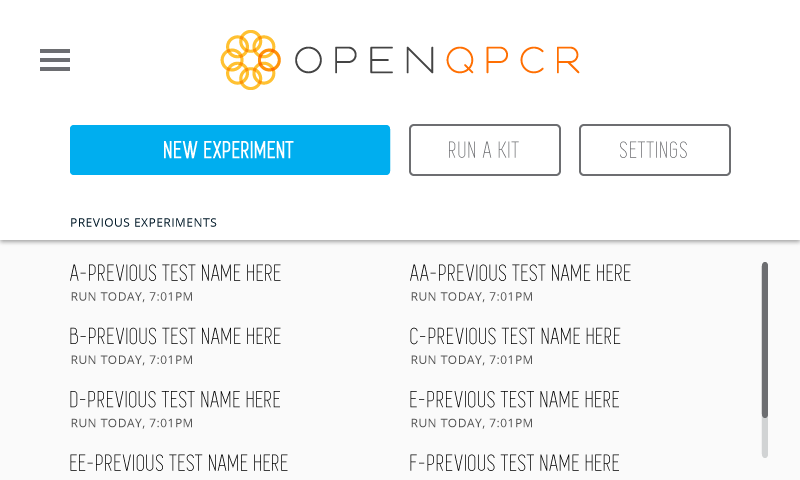 OPENQPCR
NEW EXPERIMENT
RUN A KIT
SETTINGS
PREVIOUS EXPERIMENTS
A-PREVIOUS TEST NAME HERE
RUN TODAY, 7:01PM
AA-PREVIOUS TEST NAME HERE
RUN TODAY, 7:01PM
B-PREVIOUS TEST NAME HERE
RUN TODAY, 7:01PM
C-PREVIOUS TEST NAME HERE
RUN TODAY, 7:01PM
D-PREVIOUS TEST NAME HERE
RUN TODAY, 7:01PM
E-PREVIOUS TEST NAME HERE
RUN TODAY, 7:01PM
EE-PREVIOUS TEST NAME HERE
F-PREVIOUS TEST NAME HERE